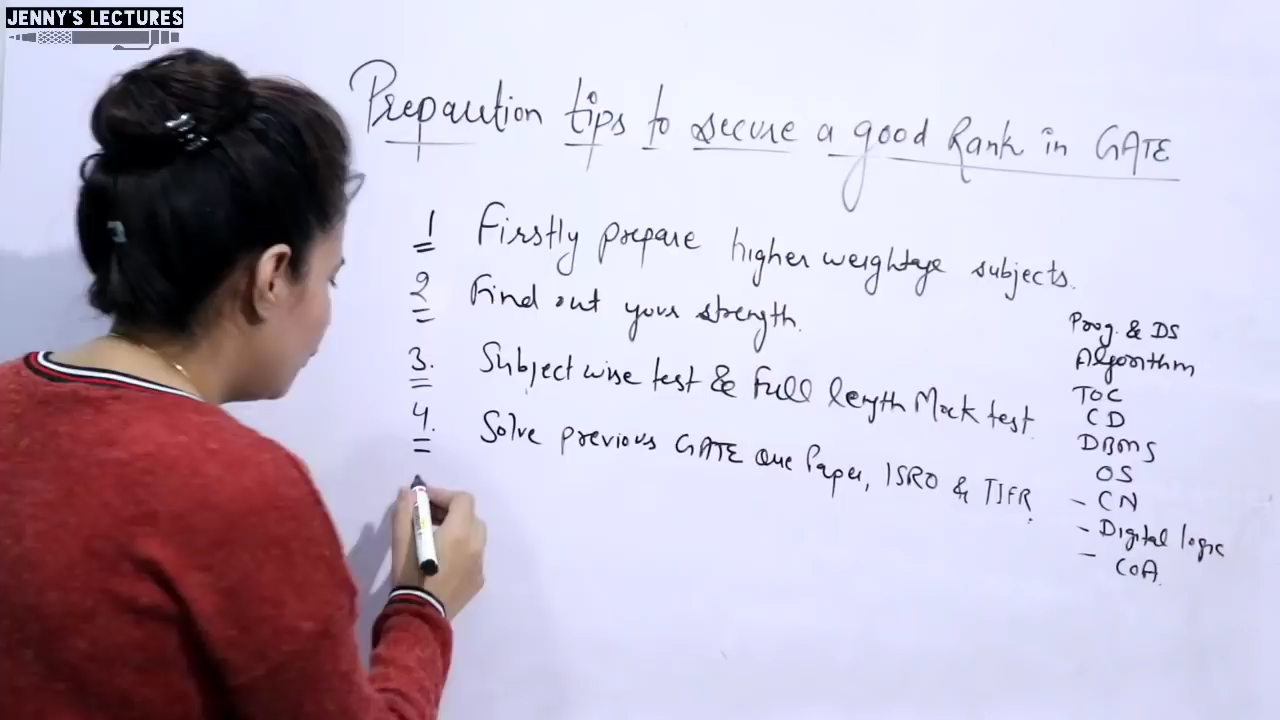 JENNY'S LECTURES
Preparation tips to secure a good Rank in GATE
1 Firstly prepare higher weightage subjects.
2 Find out your strength.
3. Subject wise test & Full length Mock test
4. Solve previous GATE Que Paper, ISRO & TIFR.
Prog. & DS
Algorithm
TOC
CD
DBMS
OS
- CN
- Digital logic
- COA